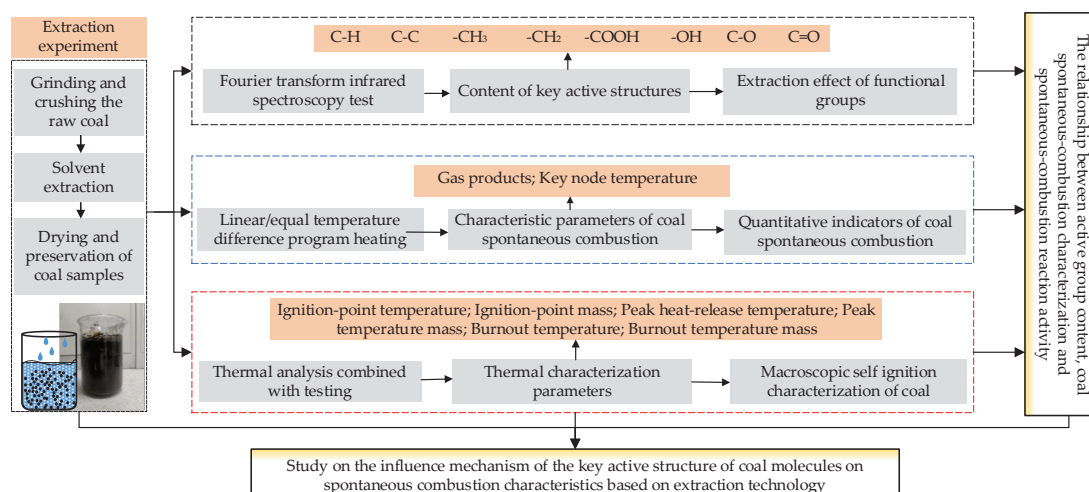 Extraction
experiment
Grinding and
crushing the
raw coal
Solvent
extraction
Drying and
preservation of
coal samples
C-H C-C -CH₃ -CH₂ -COOH -OH C-O C=O
Fourier transform infrared
spectroscopy test
Content of key active structures
Extraction effect of functional
groups
Gas products; Key node temperature
Linear/equal temperature
difference program heating
Characteristic parameters of coal
spontaneous combustion
Quantitative indicators of coal
spontaneous combustion
Ignition-point temperature; Ignition-point mass; Peak heat-release temperature; Peak
temperature mass; Burnout temperature; Burnout temperature mass
Thermal analysis combined
with testing
Thermal characterization
parameters
Macroscopic self ignition
characterization of coal
The relationship between active group content, coal
spontaneous-combustion characterization and
spontaneous-combustion reaction activity
Study on the influence mechanism of the key active structure of coal molecules on
spontaneous combustion characteristics based on extraction technology